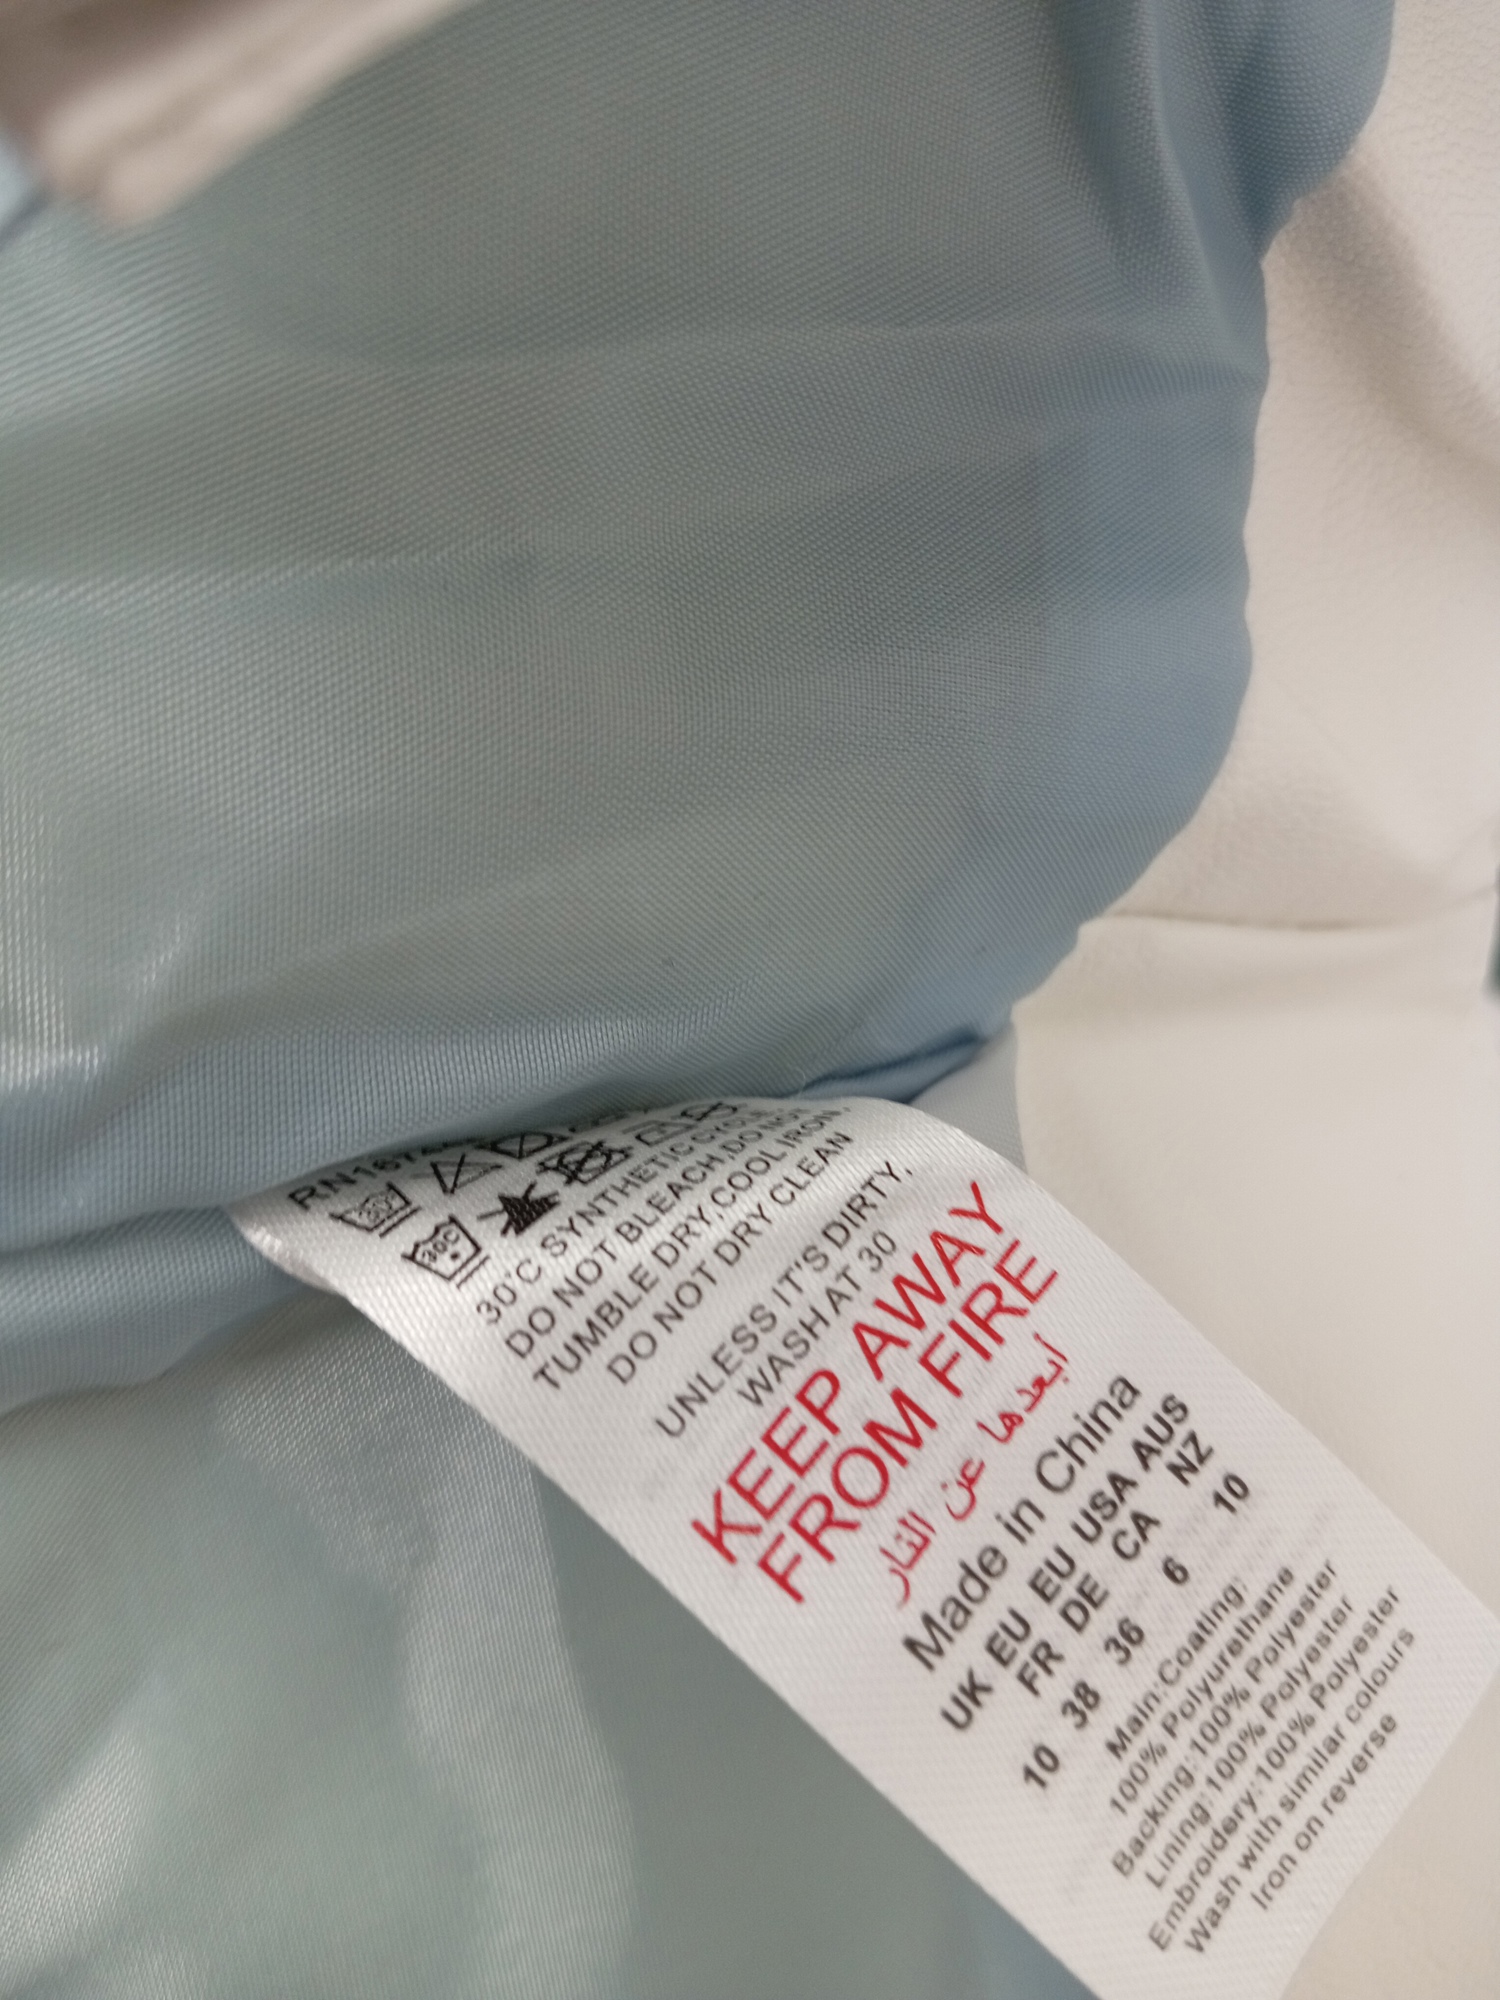 30°C
30°C
30°C SYNTHETIC CYCLE,
DO NOT BLEACH,DO NOT
TUMBLE DRY,COOL IRON,
DO NOT DRY CLEAN
UNLESS IT'S DIRTY,
WASH AT 30
KEEP AWAY
FROM FIRE
أبعدها عن النار
Made in China
UK EU EU USA AUS
FR DE CA NZ
10 38 36 6 10
Main:Coating:
100% Polyurethane
Backing:100% Polyester
Lining:100% Polyester
Embroidery:100% Polyester
Wash with similar colours
Iron on reverse